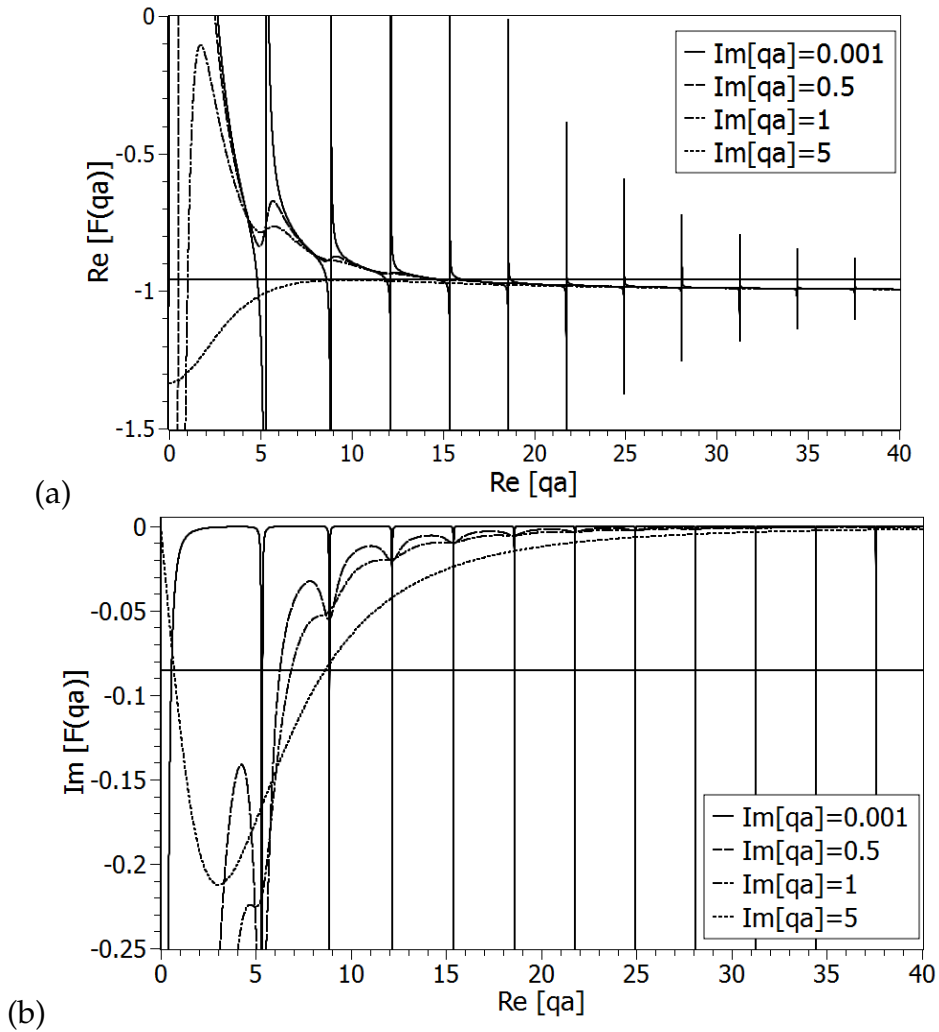 0
-0.5
-1
-1.5
Re [F(qa)]
Im[qa]=0.001
Im[qa]=0.5
Im[qa]=1
Im[qa]=5
0 5 10 15 20 25 30 35 40
Re [qa]
(a)
0
-0.05
-0.1
-0.15
-0.2
-0.25
Im [F(qa)]
Im[qa]=0.001
Im[qa]=0.5
Im[qa]=1
Im[qa]=5
0 5 10 15 20 25 30 35 40
Re [qa]
(b)